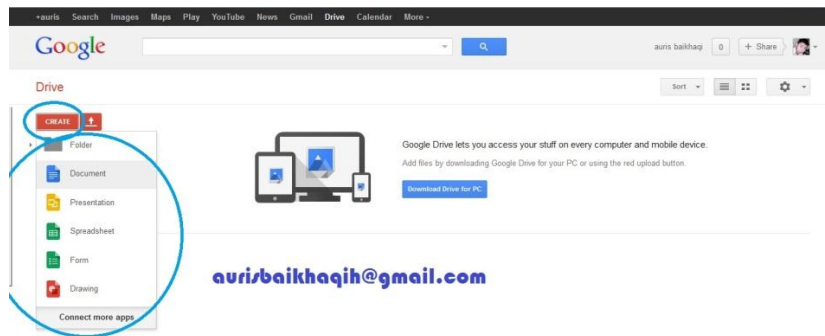 +auris Search Images Maps Play YouTube News Gmail Drive Calendar More
Google
auris baikhaqi 0 + Share
Drive
Sort
CREATE
Folder
Google Drive lets you access your stuff on every computer and mobile device.
Document
Add files by downloading Google Drive for your PC or using the red upload button.
Download Drive for PC
Presentation
Spreadsheet
Form
aurisbaikhaqih@gmail.com
Drawing
Connect more apps